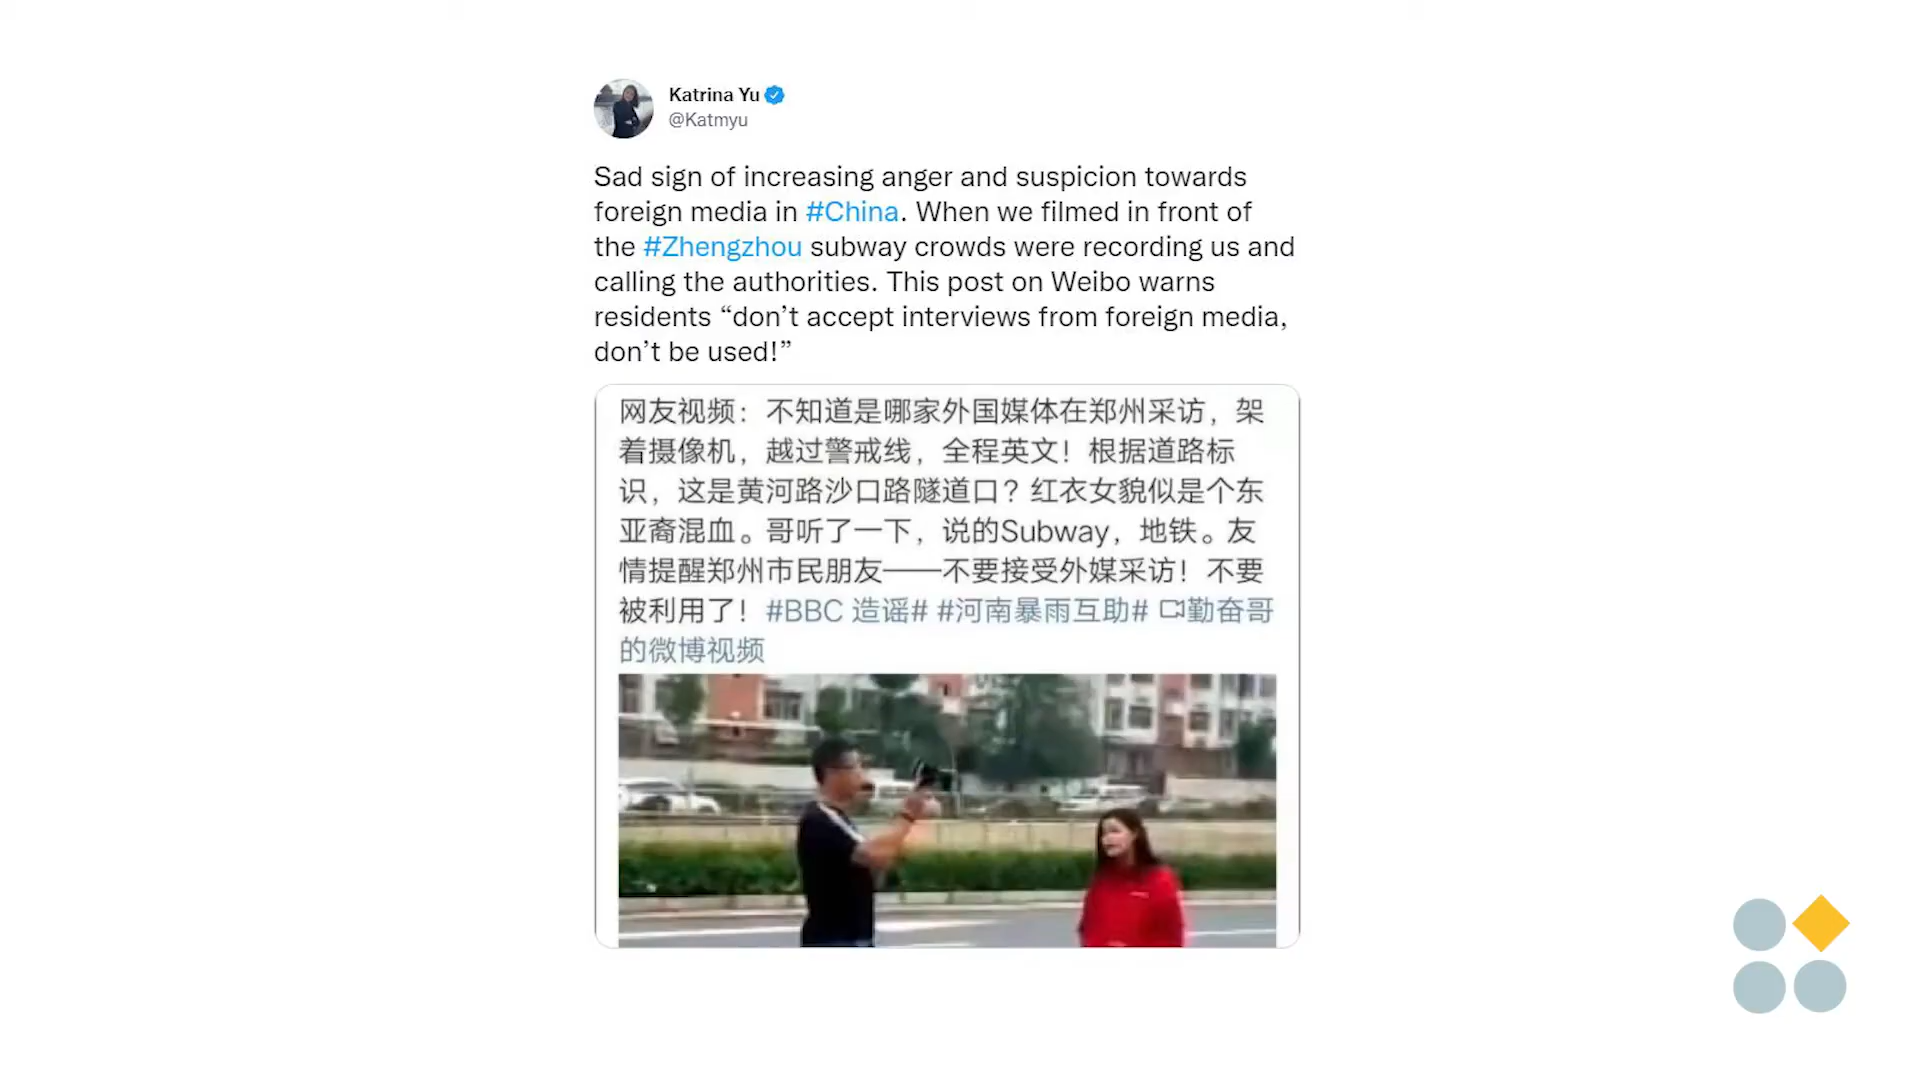 Katrina Yu
@Katmyu
Sad sign of increasing anger and suspicion towards
foreign media in #China. When we filmed in front of
the #Zhengzhou subway crowds were recording us and
calling the authorities. This post on Weibo warns
residents “don’t accept interviews from foreign media,
don’t be used!”
网友视频：不知道是哪家外国媒体在郑州采访，架
着摄像机，越过警戒线，全程英文！根据道路标
识，这是黄河路沙口路隧道口？红衣女貌似是个东
亚裔混血。哥听了一下，说的Subway，地铁。友
情提醒郑州市民朋友——不要接受外媒采访！不要
被利用了！#BBC 造谣# #河南暴雨互助# 勤奋哥
的微博视频